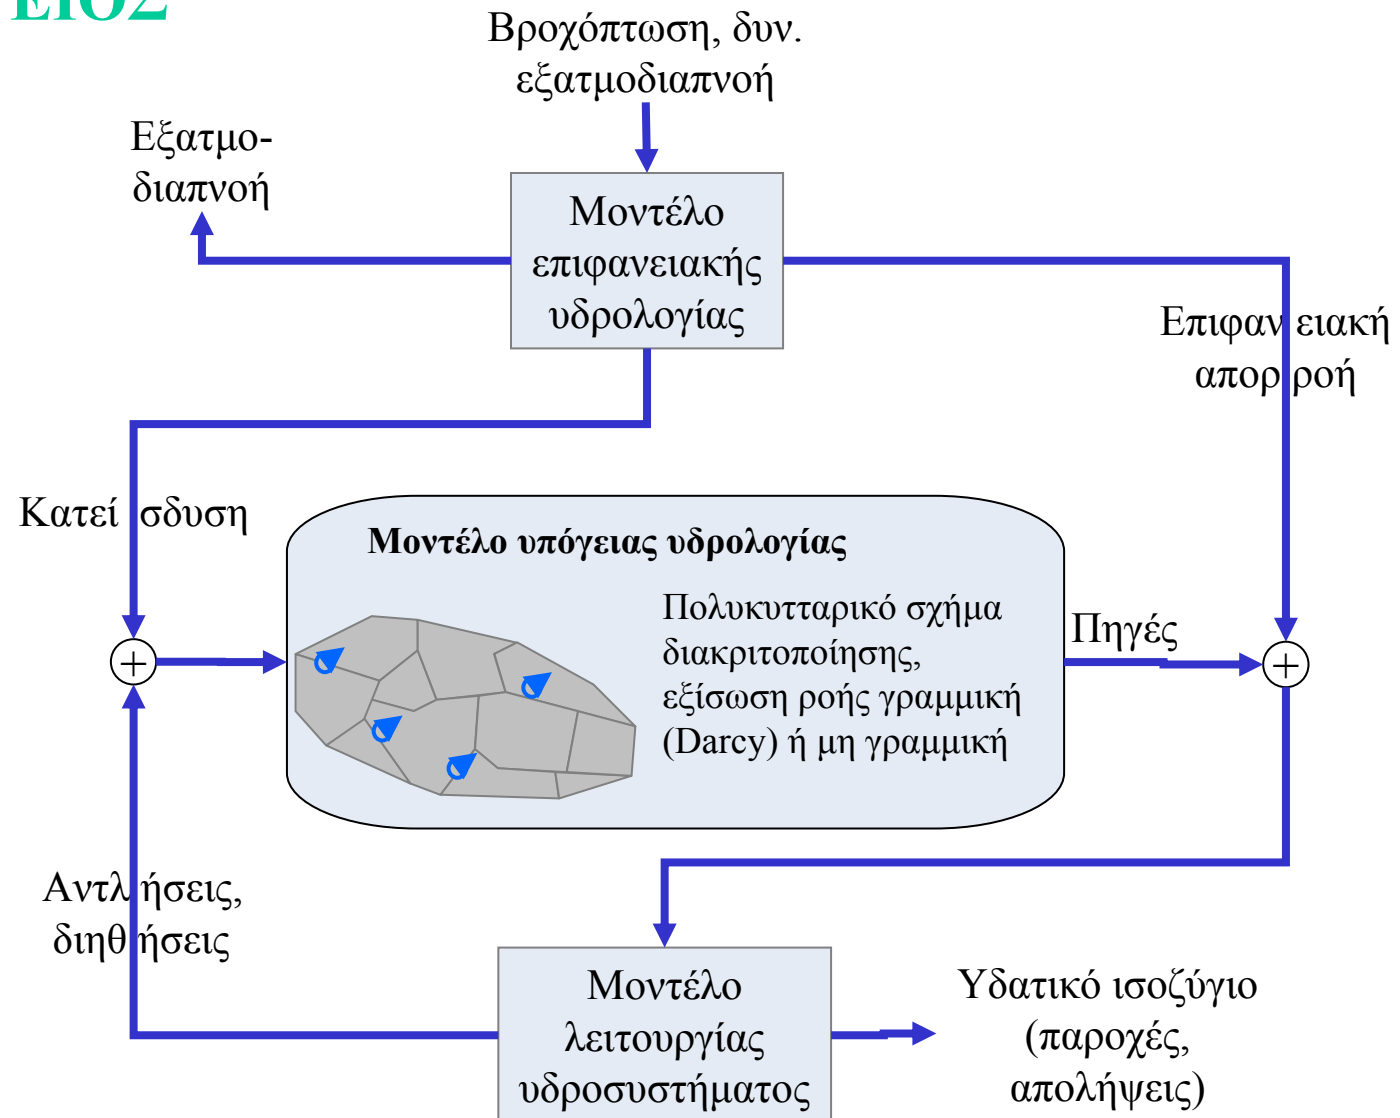 Βροχόπτωση, δυν.
εξατμοδιαπνοή
Εξατμο-
διαπνοή
Μοντέλο
επιφανειακής
υδρολογίας
Επιφανειακή
απορροή
Κατείσδυση
Μοντέλο υπόγειας υδρολογίας
Πολυκυτταρικό σχήμα
διακριτοποίησης,
εξίσωση ροής γραμμική
(Darcy) ή μη γραμμική
Πηγές
+
+
Αντλήσεις,
διηθήσεις
Μοντέλο
λειτουργίας
υδροσυστήματος
Υδατικό ισοζύγιο
(παροχές,
απολήψεις)